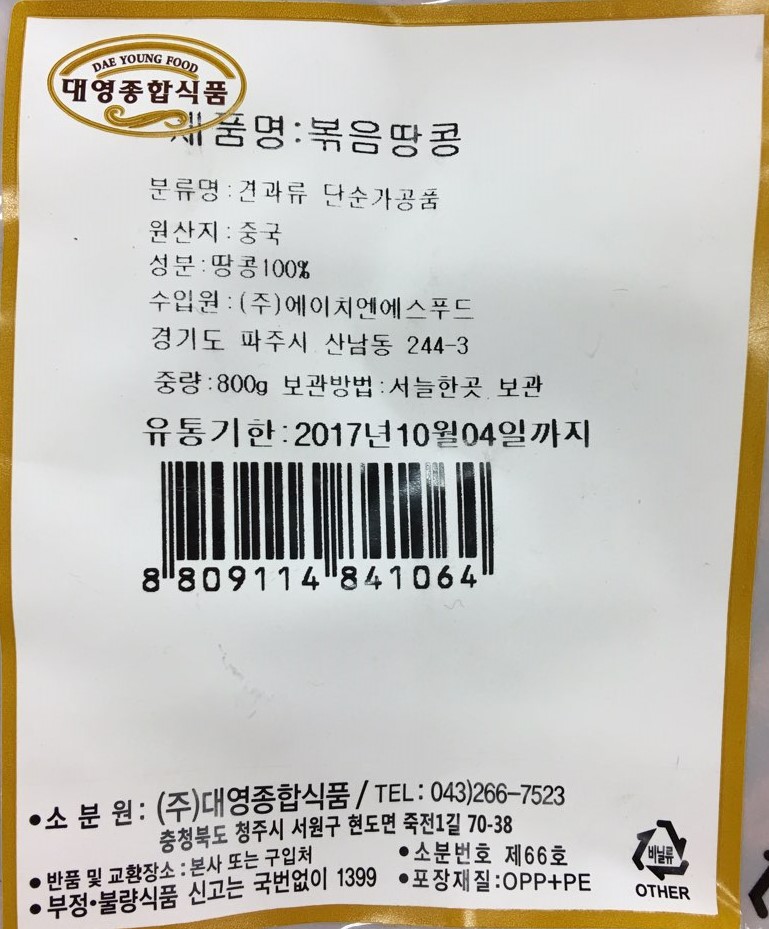 DAE YOUNG FOOD
대영종합식품
제품명:볶음땅콩
분류명:견과류 단순가공품
원산지:중국
성분:땅콩100%
수입원:(주)에이치엔에스푸드
경기도 파주시 산남동 244-3
중량:800g 보관방법:서늘한곳 보관
유통기한:2017년10월04일까지
8 809114 841064
•소 분 원: (주)대영종합식품 / TEL: 043)266-7523
충청북도 청주시 서원구 현도면 죽전1길 70-38
•반품 및 교환장소:본사 또는 구입처 •소분번호 제66호
•부정•불량식품 신고는 국번없이 1399 •포장재질:OPP+PE
비닐류
OTHER